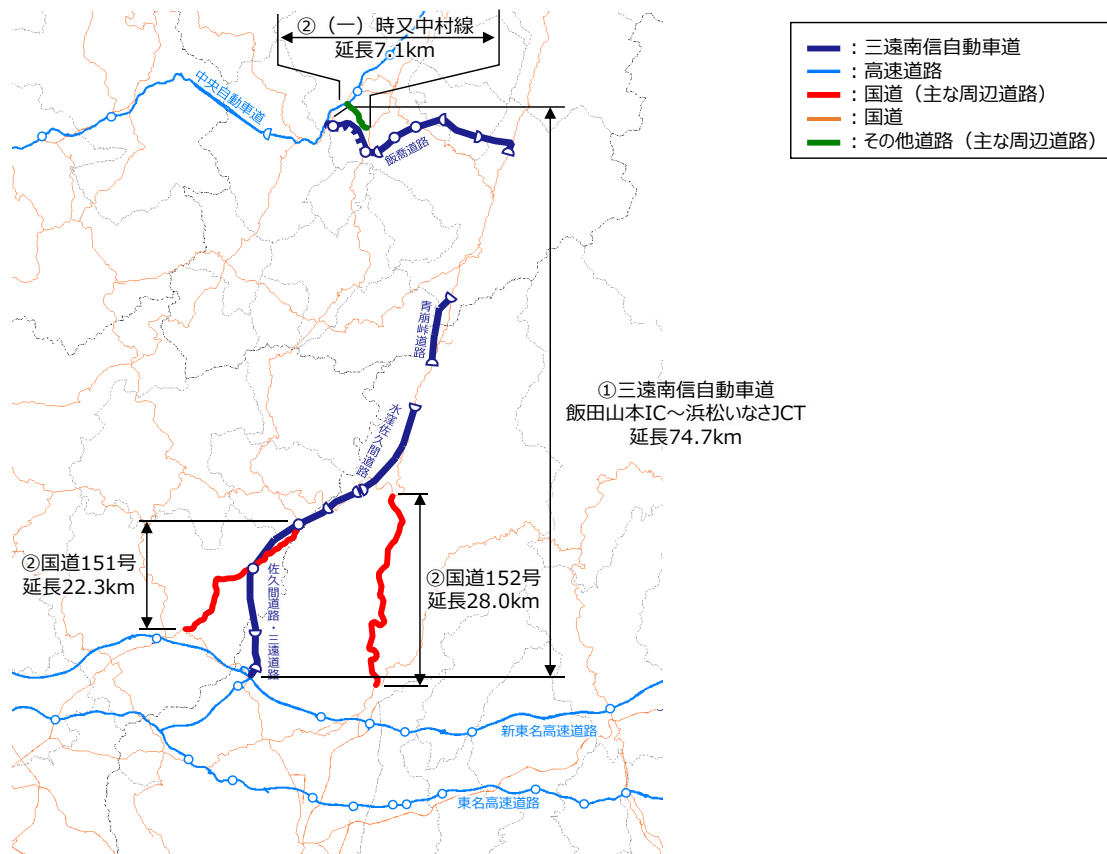 ②（一）時又中村線
延長7.1km
：三遠南信自動車道
：高速道路
：国道（主な周辺道路）
：国道
：その他道路（主な周辺道路）
中央自動車道
飯喬道路
青崩峠道路
①三遠南信自動車道
飯田山本IC～浜松いなさJCT
延長74.7km
水窪佐久間道路
②国道151号
延長22.3km
佐久間道路・三遠道路
②国道152号
延長28.0km
新東名高速道路
東名高速道路